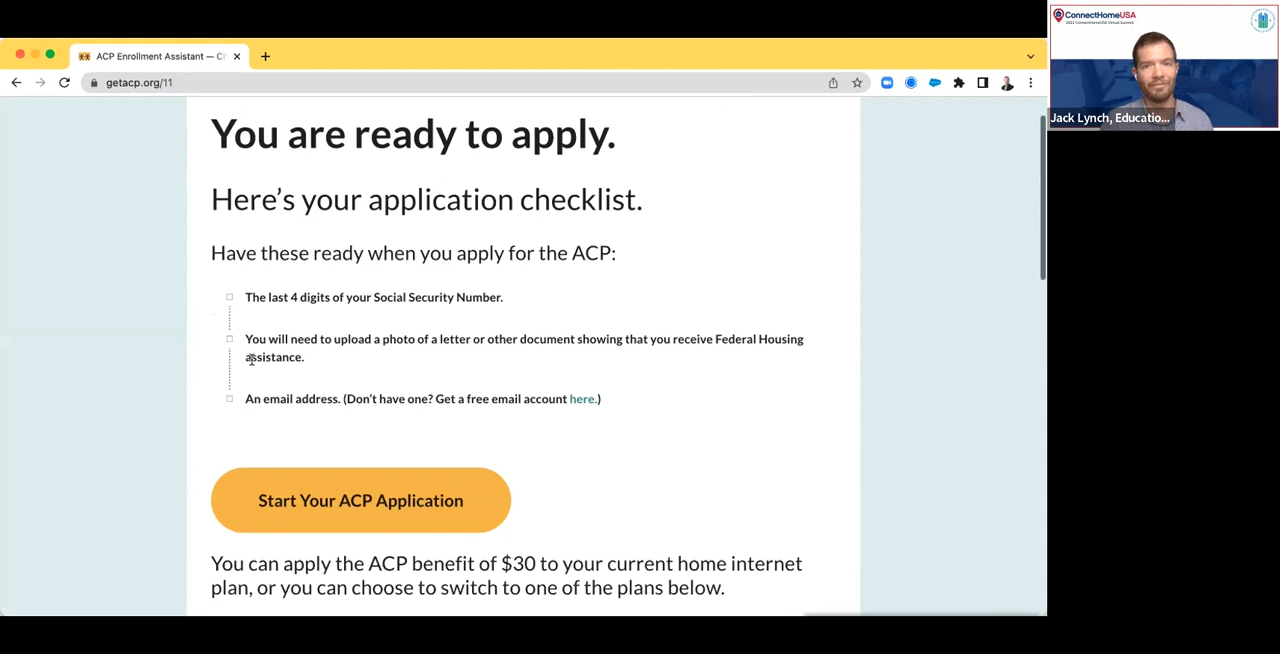 ACP Enrollment Assistant — C
getacp.org/11
You are ready to apply.
Here's your application checklist.
Have these ready when you apply for the ACP:
The last 4 digits of your Social Security Number.
You will need to upload a photo of a letter or other document showing that you receive Federal Housing
assistance.
An email address. (Don't have one? Get a free email account here.)
Start Your ACP Application
You can apply the ACP benefit of $30 to your current home internet
plan, or you can choose to switch to one of the plans below.
ConnectHomeUSA
2022 ConnectHomeUSA Virtual Summit
Jack Lynch, Educatio...